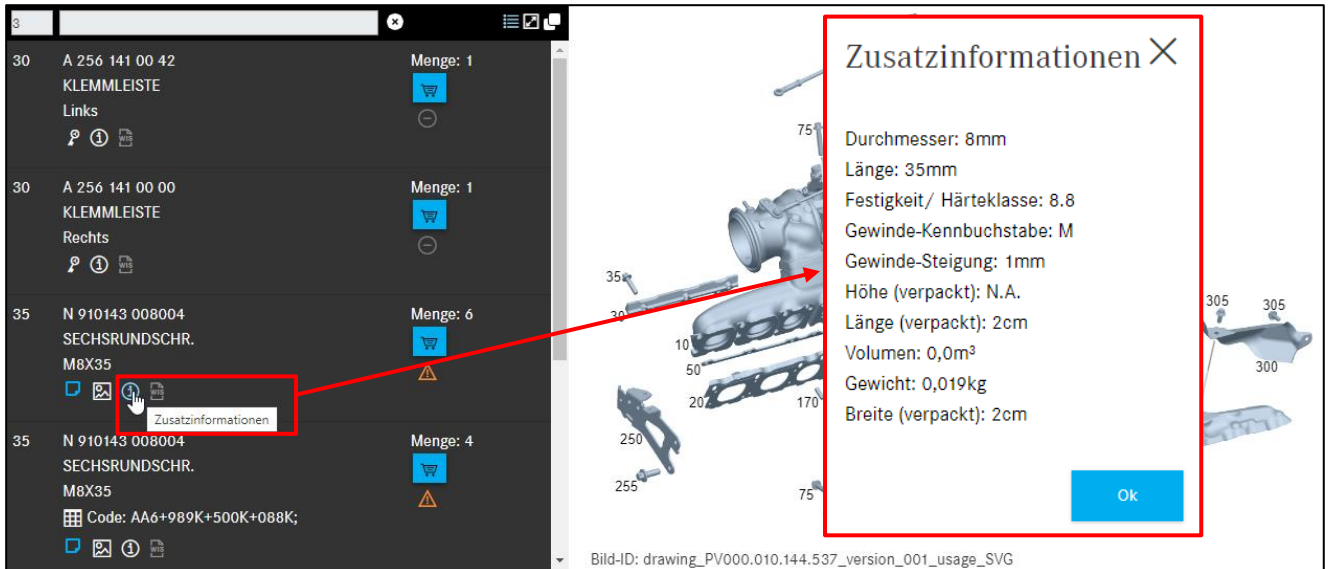 3
30 A 256 141 00 42 Menge: 1
KLEMMLEISTE
Links
WIS
30 A 256 141 00 00 Menge: 1
KLEMMLEISTE
Rechts
WIS
35 N 910143 008004 Menge: 6
SECHSRUNDSCHR.
M8X35
WIS
Zusatzinformationen
35 N 910143 008004 Menge: 4
SECHSRUNDSCHR.
M8X35
Code: AA6+989K+500K+088K;
WIS
75
35
30
10
50
20
170
250
255
75
305 305
300
Zusatzinformationen
Durchmesser: 8mm
Länge: 35mm
Festigkeit/ Härteklasse: 8.8
Gewinde-Kennbuchstabe: M
Gewinde-Steigung: 1mm
Höhe (verpackt): N.A.
Länge (verpackt): 2cm
Volumen: 0,0m³
Gewicht: 0,019kg
Breite (verpackt): 2cm
Ok
Bild-ID: drawing_PV000.010.144.537_version_001_usage_SVG